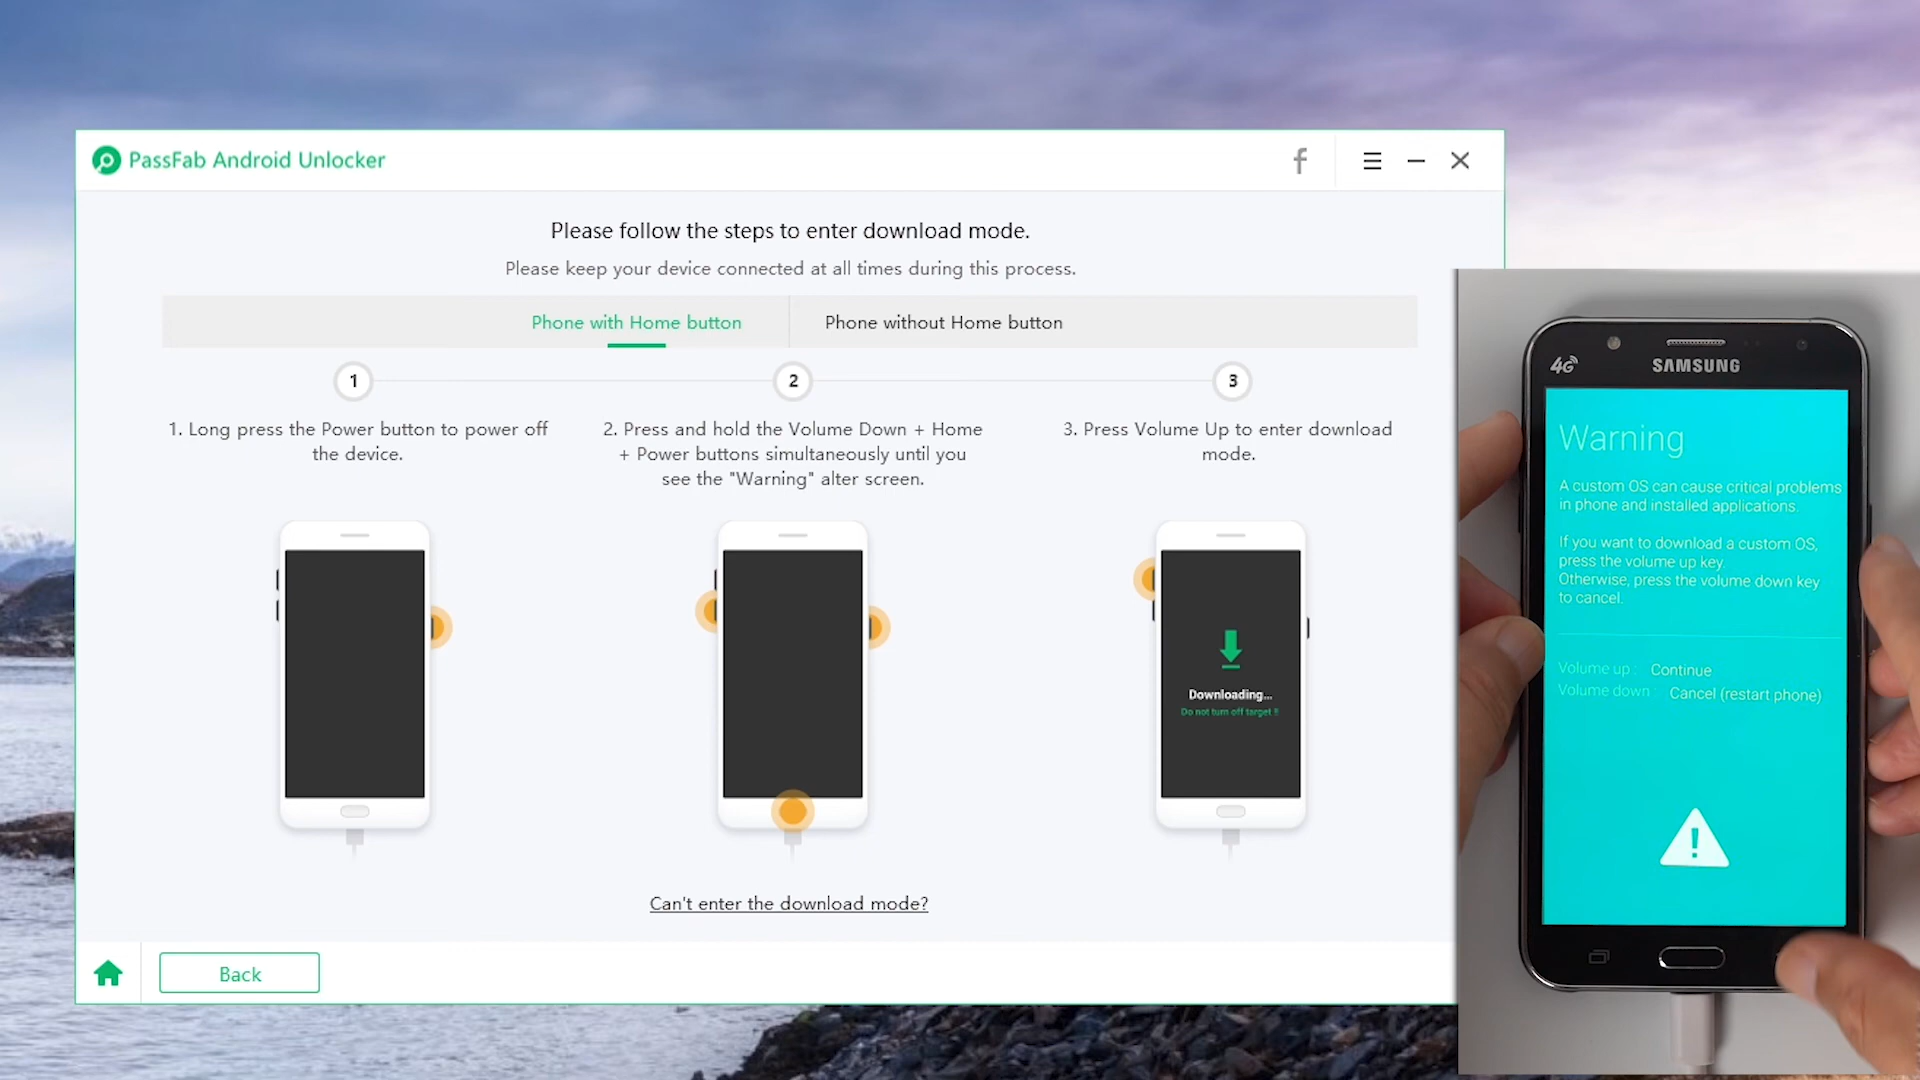 PassFab Android Unlocker
Please follow the steps to enter download mode.
Please keep your device connected at all times during this process.
Phone with Home button
Phone without Home button
1
2
3
1. Long press the Power button to power off
the device.
2. Press and hold the Volume Down + Home
+ Power buttons simultaneously until you
see the "Warning" alter screen.
3. Press Volume Up to enter download
mode.
Downloading...
Do not turn off target !!
Can't enter the download mode?
Back
4G
SAMSUNG
Warning
A custom OS can cause critical problems
in phone and installed applications.
If you want to download a custom OS,
press the volume up key.
Otherwise, press the volume down key
to cancel.
Volume up : Continue
Volume down : Cancel (restart phone)